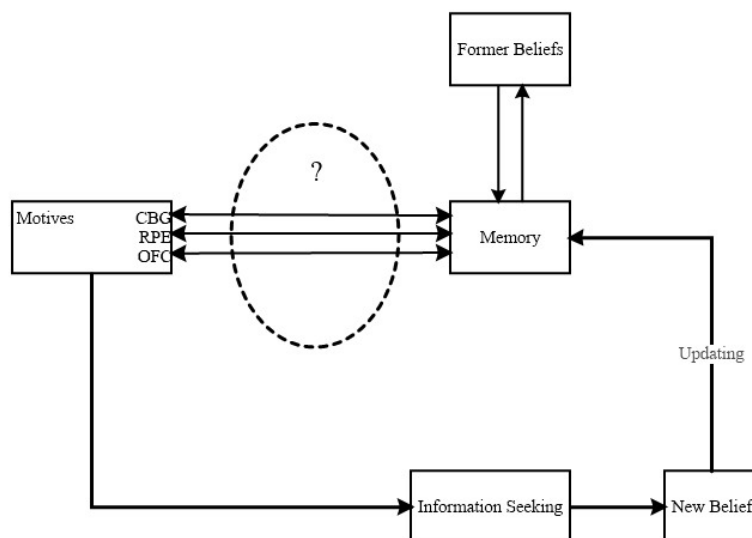 Former Beliefs
?
Motives
CBG
RPE
OFC
Memory
Updating
Information Seeking
New Belief